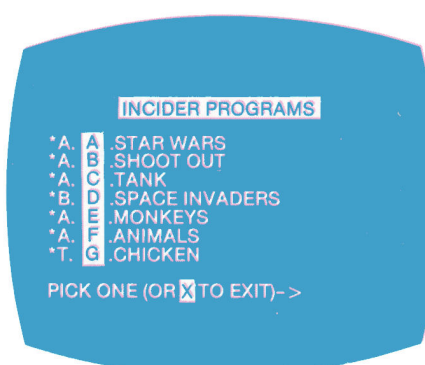 INCIDER PROGRAMS
*A. A .STAR WARS
*A. B .SHOOT OUT
*A. C .TANK
*B. D .SPACE INVADERS
*A. E .MONKEYS
*A. F .ANIMALS
*T. G .CHICKEN
PICK ONE (OR X TO EXIT)– >